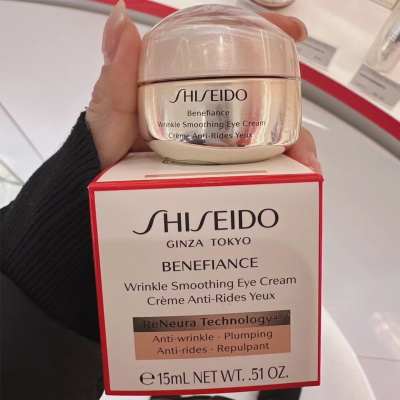 SHISEIDO
Benefiance
Wrinkle Smoothing Eye Cream
Crème Anti-Rides Yeux
SHISEIDO
GINZA TOKYO
BENEFIANCE
Wrinkle Smoothing Eye Cream
Crème Anti-Rides Yeux
ReNeura Technology++™
Anti-wrinkle - Plumping
Anti-rides - Repulpant
℮15mL NET WT. .51 OZ.